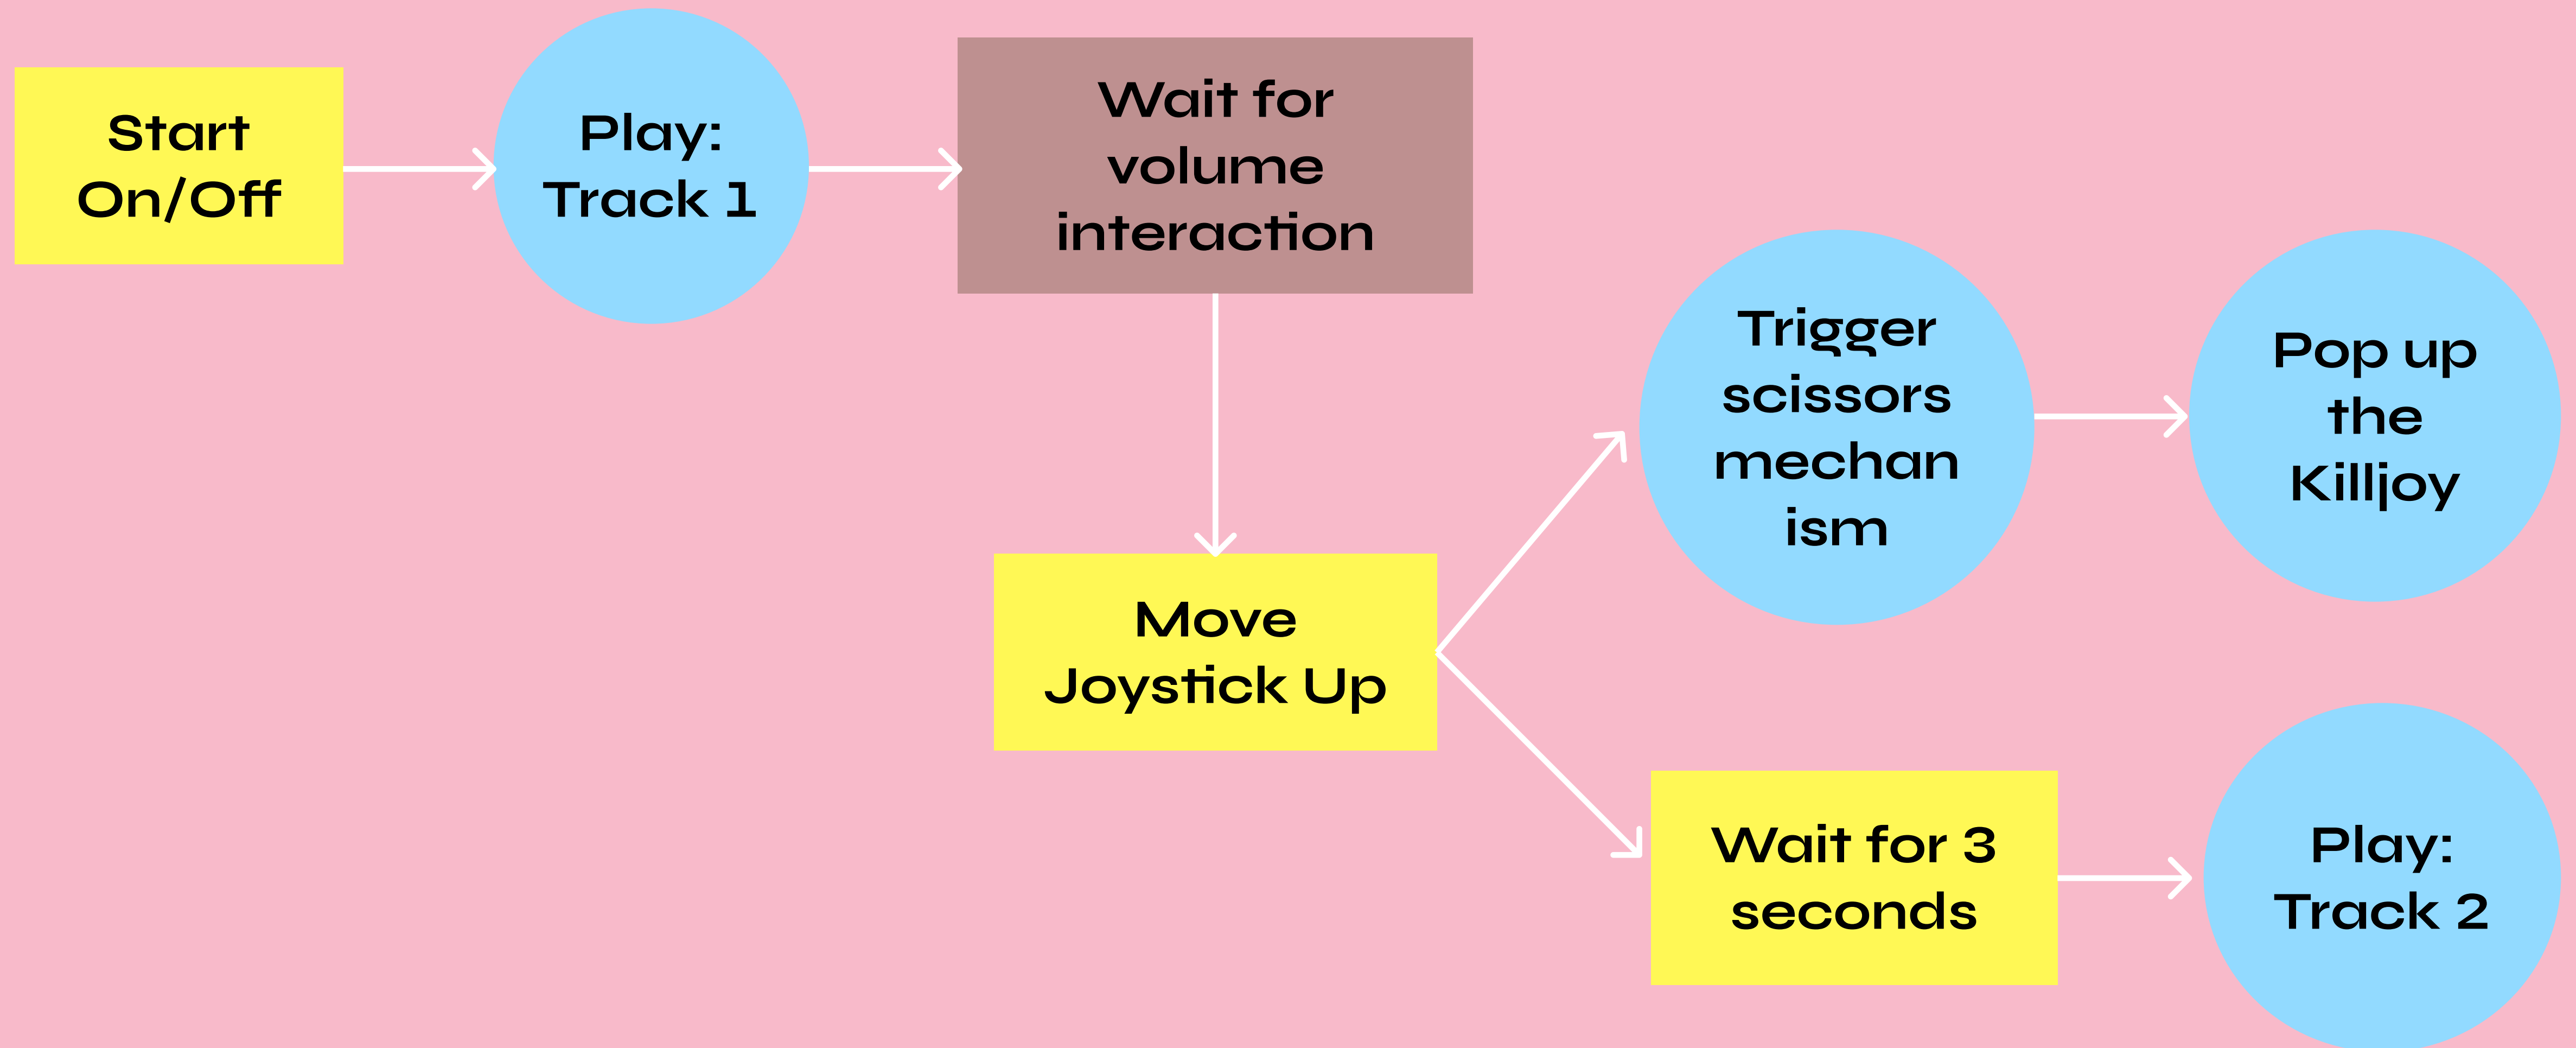 Start
On/Off
Play:
Track 1
Wait for
volume
interaction
Move
Joystick Up
Trigger
scissors
mechan
ism
Pop up
the
Killjoy
Wait for 3
seconds
Play:
Track 2